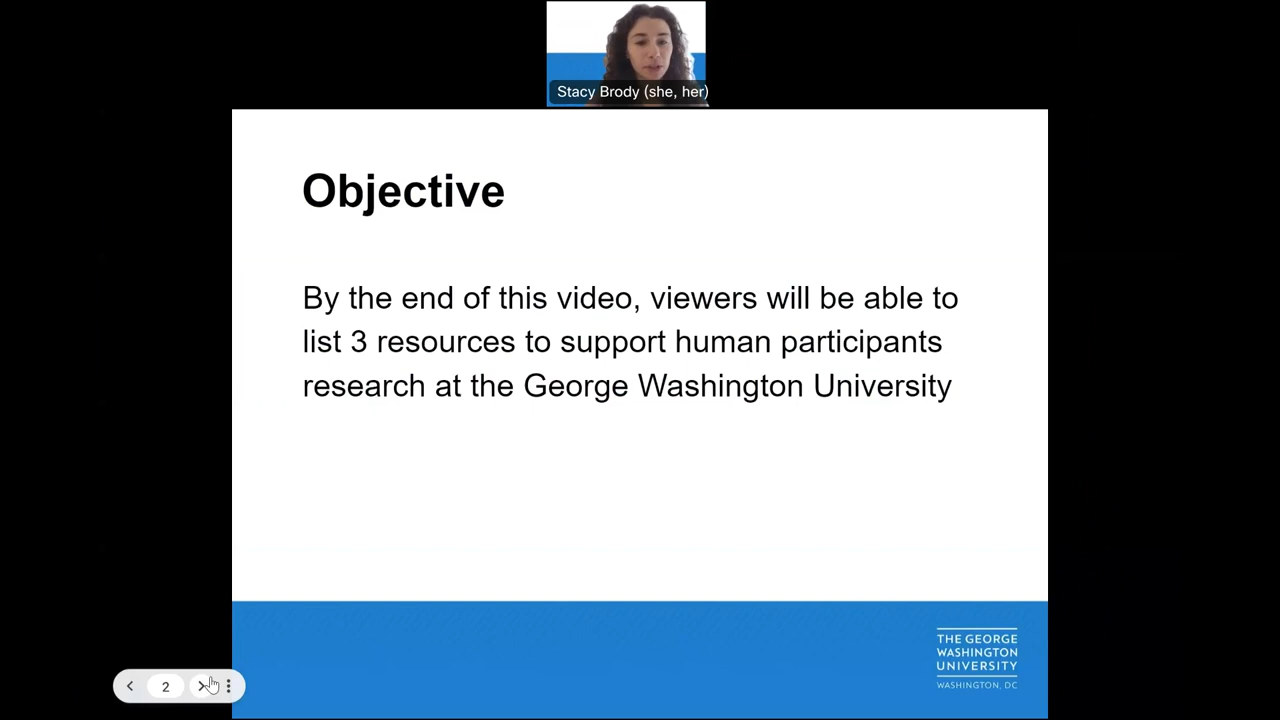 Stacy Brody (she, her)
Objective
By the end of this video, viewers will be able to
list 3 resources to support human participants
research at the George Washington University
THE GEORGE
WASHINGTON
UNIVERSITY
WASHINGTON, DC
2